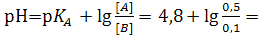 pH=pK_A + lg [A]/[B] = 4,8 + lg 0,5/0,1 =